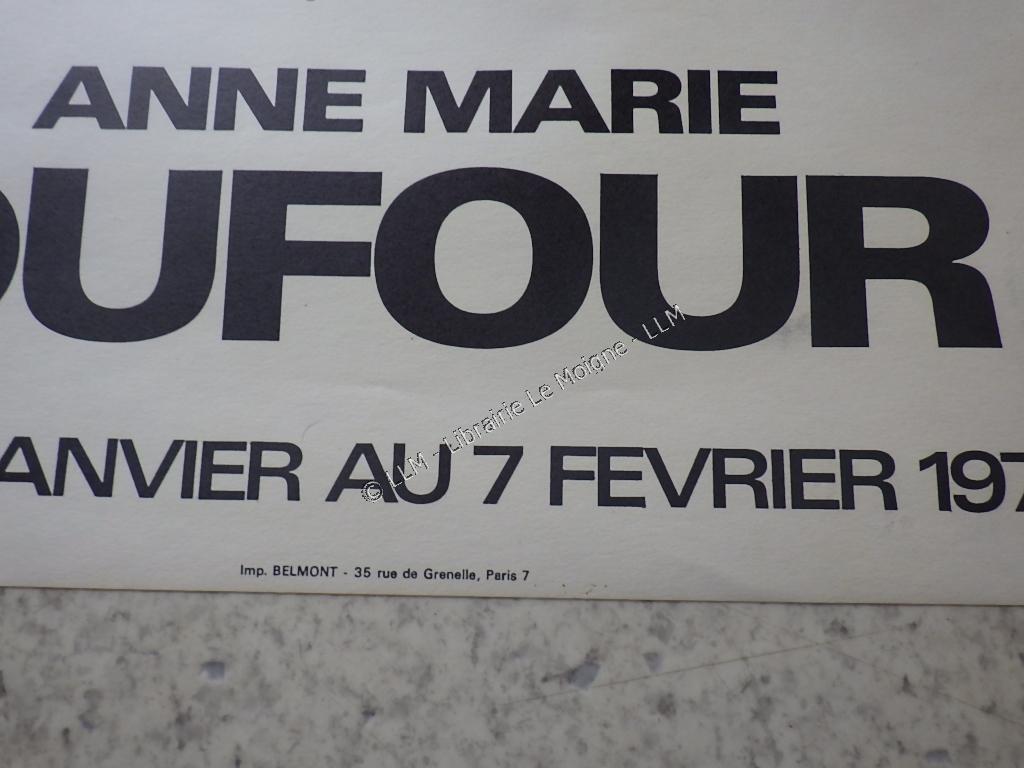 ANNE MARIE
DUFOUR
ANVIER AU 7 FEVRIER 197
Imp. BELMONT - 35 rue de Grenelle, Paris 7
© LLM - Librairie Le Moigne - LLM